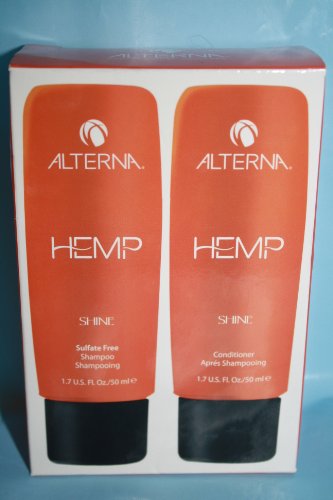 ALTERNA®
HEMP
SHINE
Sulfate Free
Shampoo
Shampooing
1.7 U.S. Fl. Oz./50 ml ℮
ALTERNA®
HEMP
SHINE
Conditioner
Aprés Shampooing
1.7 U.S. Fl. Oz./50 ml ℮